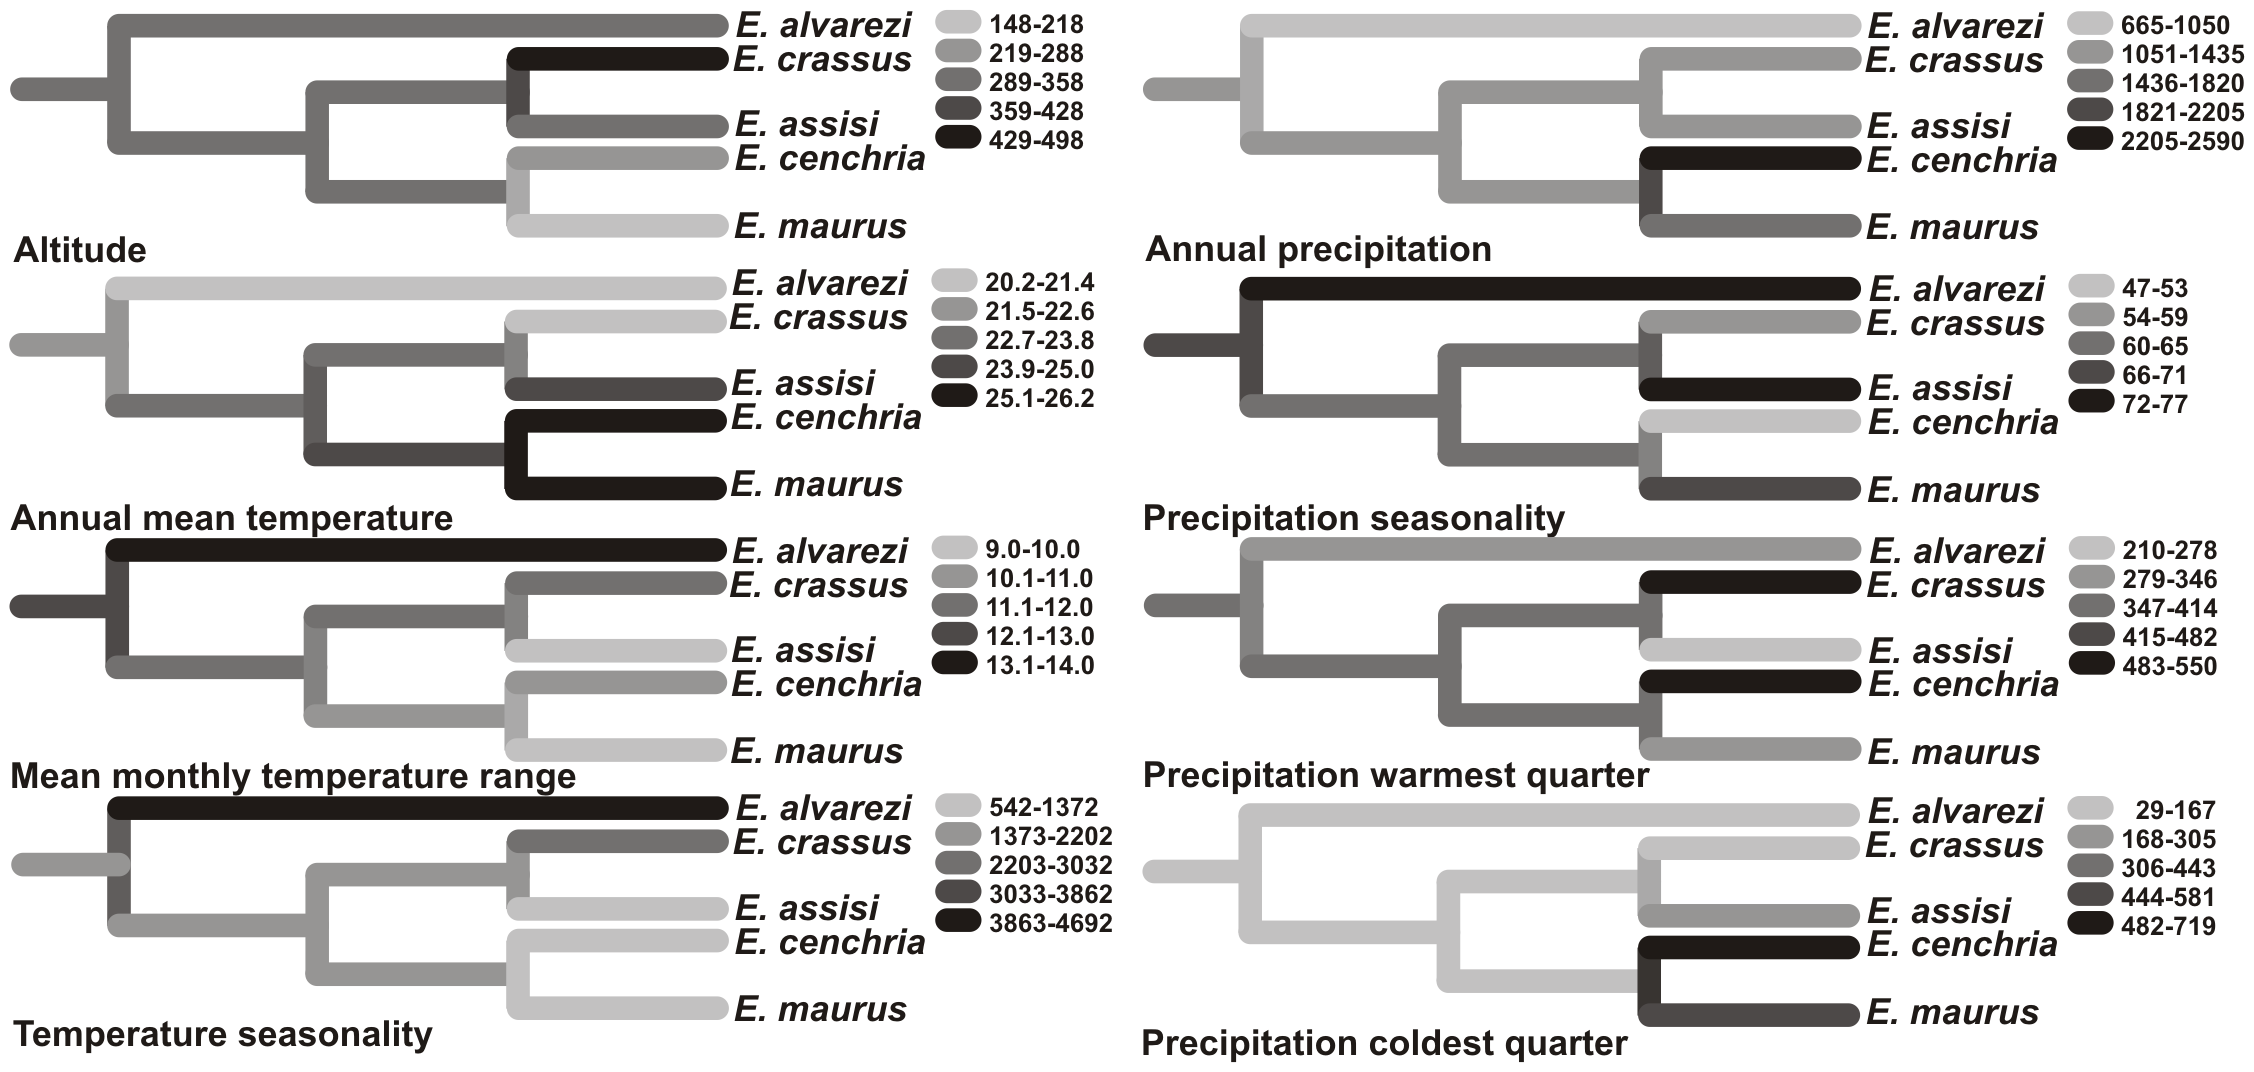 E. alvarezi
E. crassus
E. assisi
E. cenchria
E. maurus
148-218
219-288
289-358
359-428
429-498
Altitude
E. alvarezi
E. crassus
E. assisi
E. cenchria
E. maurus
665-1050
1051-1435
1436-1820
1821-2205
2205-2590
Annual precipitation
E. alvarezi
E. crassus
E. assisi
E. cenchria
E. maurus
20.2-21.4
21.5-22.6
22.7-23.8
23.9-25.0
25.1-26.2
Annual mean temperature
E. alvarezi
E. crassus
E. assisi
E. cenchria
E. maurus
47-53
54-59
60-65
66-71
72-77
Precipitation seasonality
E. alvarezi
E. crassus
E. assisi
E. cenchria
E. maurus
9.0-10.0
10.1-11.0
11.1-12.0
12.1-13.0
13.1-14.0
Mean monthly temperature range
E. alvarezi
E. crassus
E. assisi
E. cenchria
E. maurus
210-278
279-346
347-414
415-482
483-550
Precipitation warmest quarter
E. alvarezi
E. crassus
E. assisi
E. cenchria
E. maurus
542-1372
1373-2202
2203-3032
3033-3862
3863-4692
Temperature seasonality
E. alvarezi
E. crassus
E. assisi
E. cenchria
E. maurus
29-167
168-305
306-443
444-581
482-719
Precipitation coldest quarter